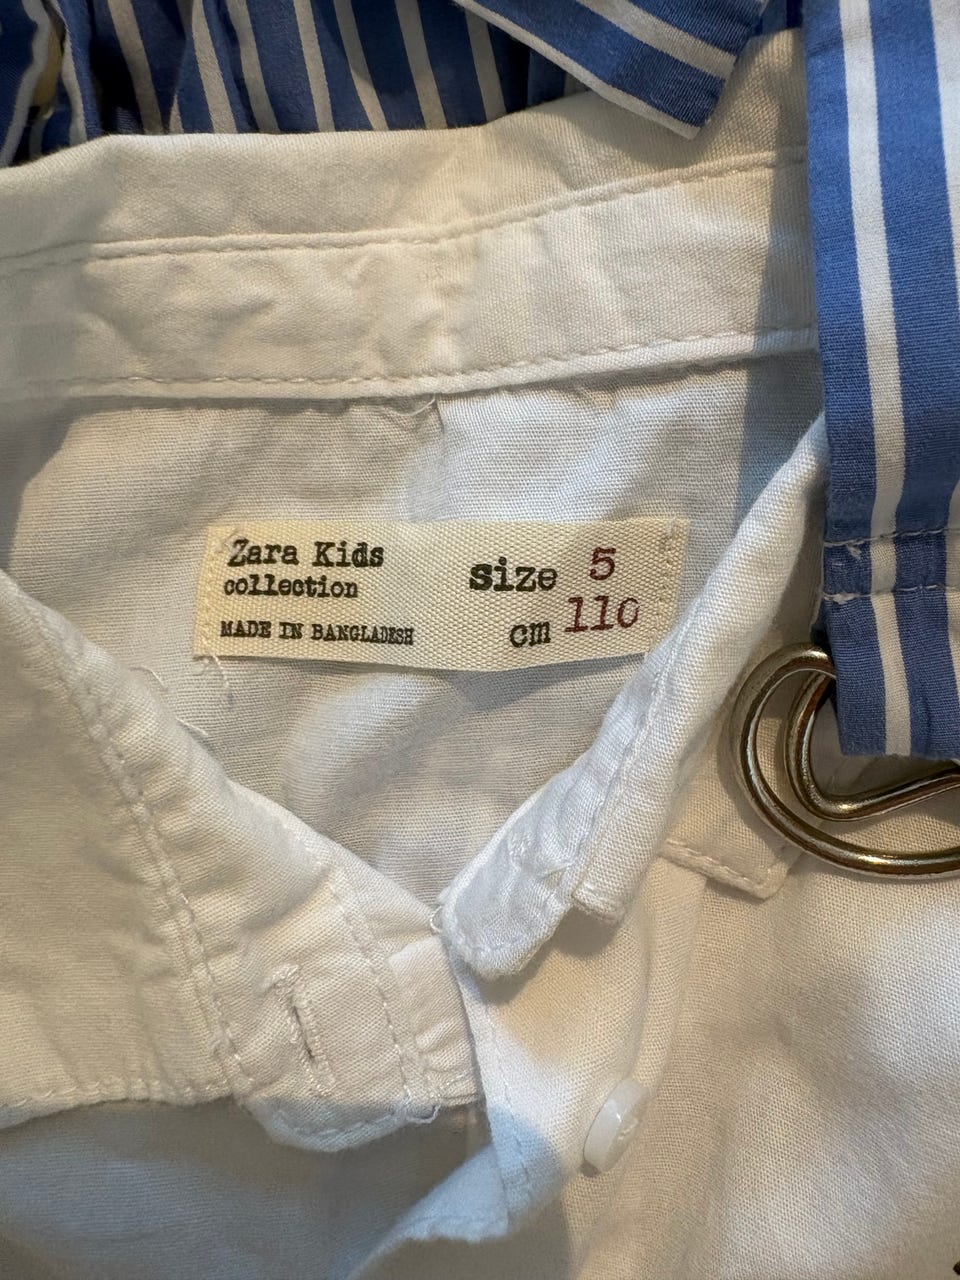 Zara Kids
collection
MADE IN BANGLADESH
size 5
cm 110